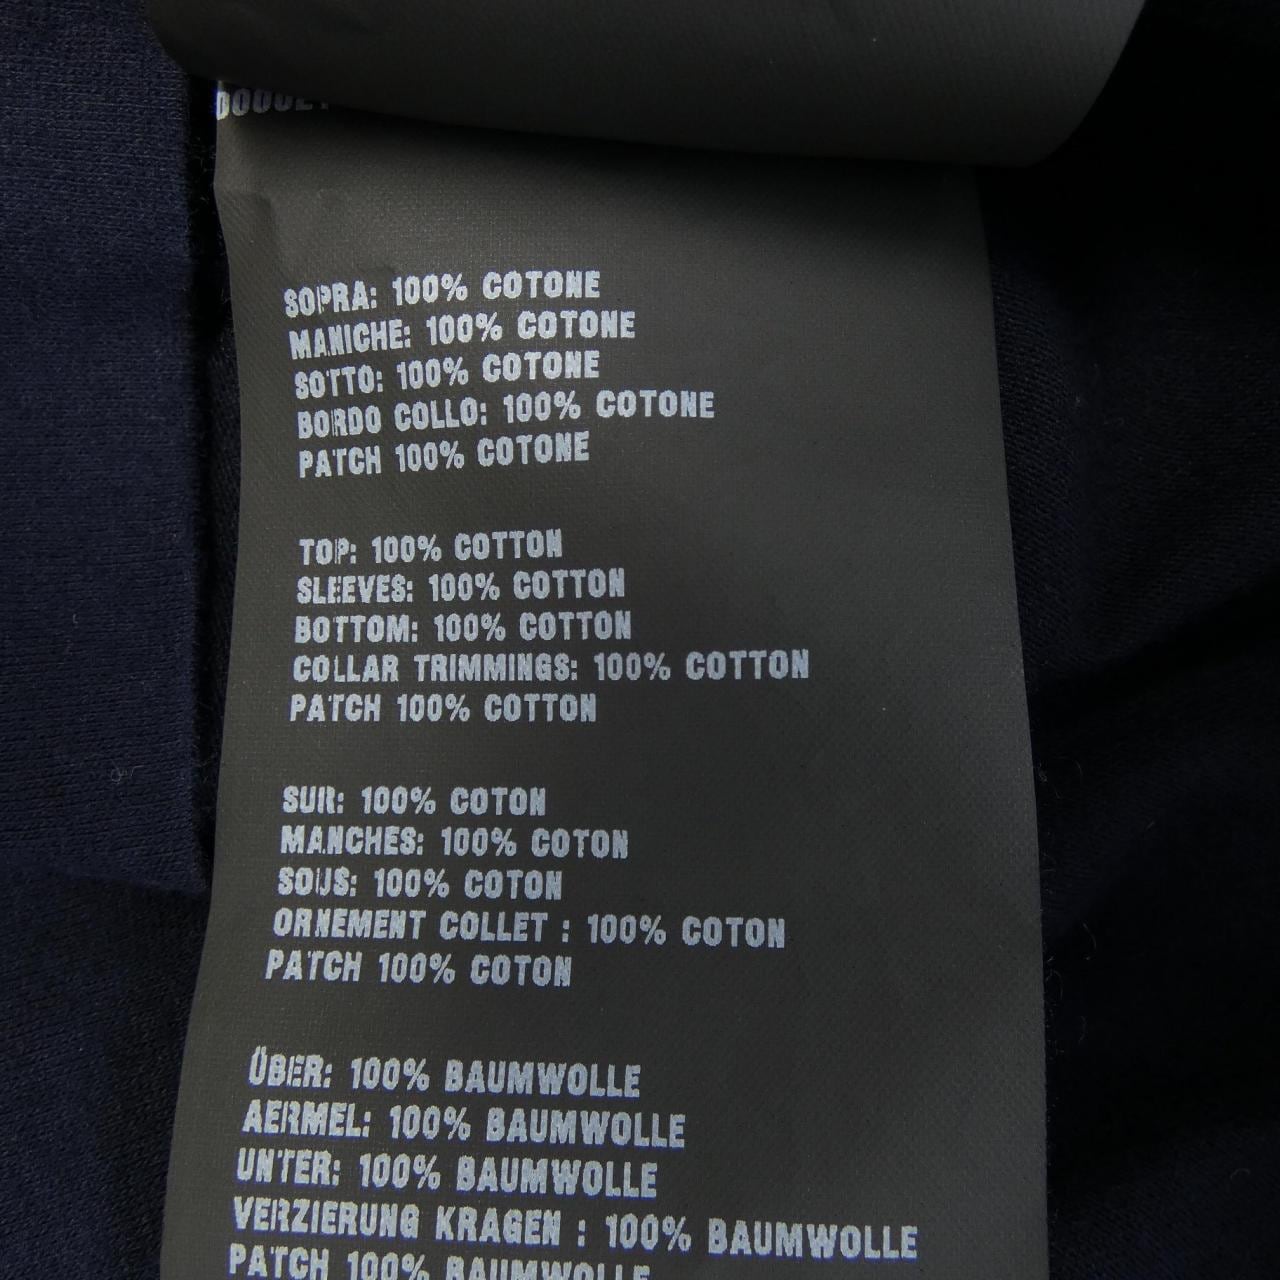 SOPRA: 100% COTONE
MANICHE: 100% COTONE
SOTTO: 100% COTONE
BORDO COLLO: 100% COTONE
PATCH 100% COTONE
TOP: 100% COTTON
SLEEVES: 100% COTTON
BOTTOM: 100% COTTON
COLLAR TRIMMINGS: 100% COTTON
PATCH 100% COTTON
SUR: 100% COTON
MANCHES: 100% COTON
SOUS: 100% COTON
ORNEMENT COLLET : 100% COTON
PATCH 100% COTON
ÜBER: 100% BAUMWOLLE
AERMEL: 100% BAUMWOLLE
UNTER: 100% BAUMWOLLE
VERZIERUNG KRAGEN : 100% BAUMWOLLE
PATCH 100% BAUMWOLLE